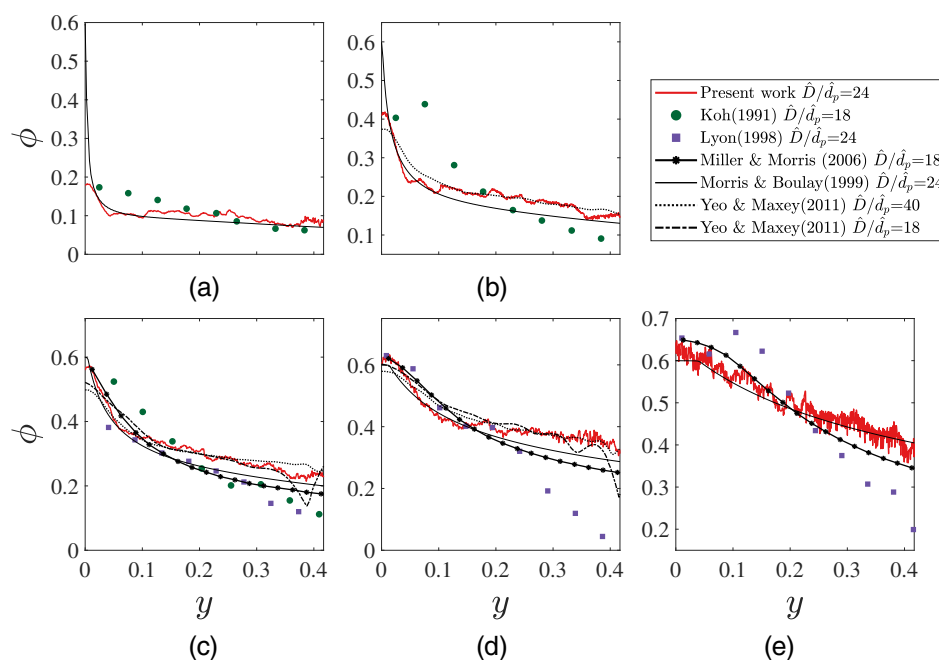 0.6
0.5
0.4
0.3
0.2
0.1
0
ϕ
(a)
0.6
0.5
0.4
0.3
0.2
0.1
(b)
Present work D̂/d̂ₚ=24
Koh(1991) D̂/d̂ₚ=18
Lyon(1998) D̂/d̂ₚ=24
Miller & Morris (2006) D̂/d̂ₚ=18
Morris & Boulay(1999) D̂/d̂ₚ=24
Yeo & Maxey(2011) D̂/d̂ₚ=40
Yeo & Maxey(2011) D̂/d̂ₚ=18
0.6
0.4
0.2
0
ϕ
0 0.1 0.2 0.3 0.4
y
(c)
0.6
0.4
0.2
0
0 0.1 0.2 0.3 0.4
y
(d)
0.7
0.6
0.5
0.4
0.3
0.2
0 0.1 0.2 0.3 0.4
y
(e)